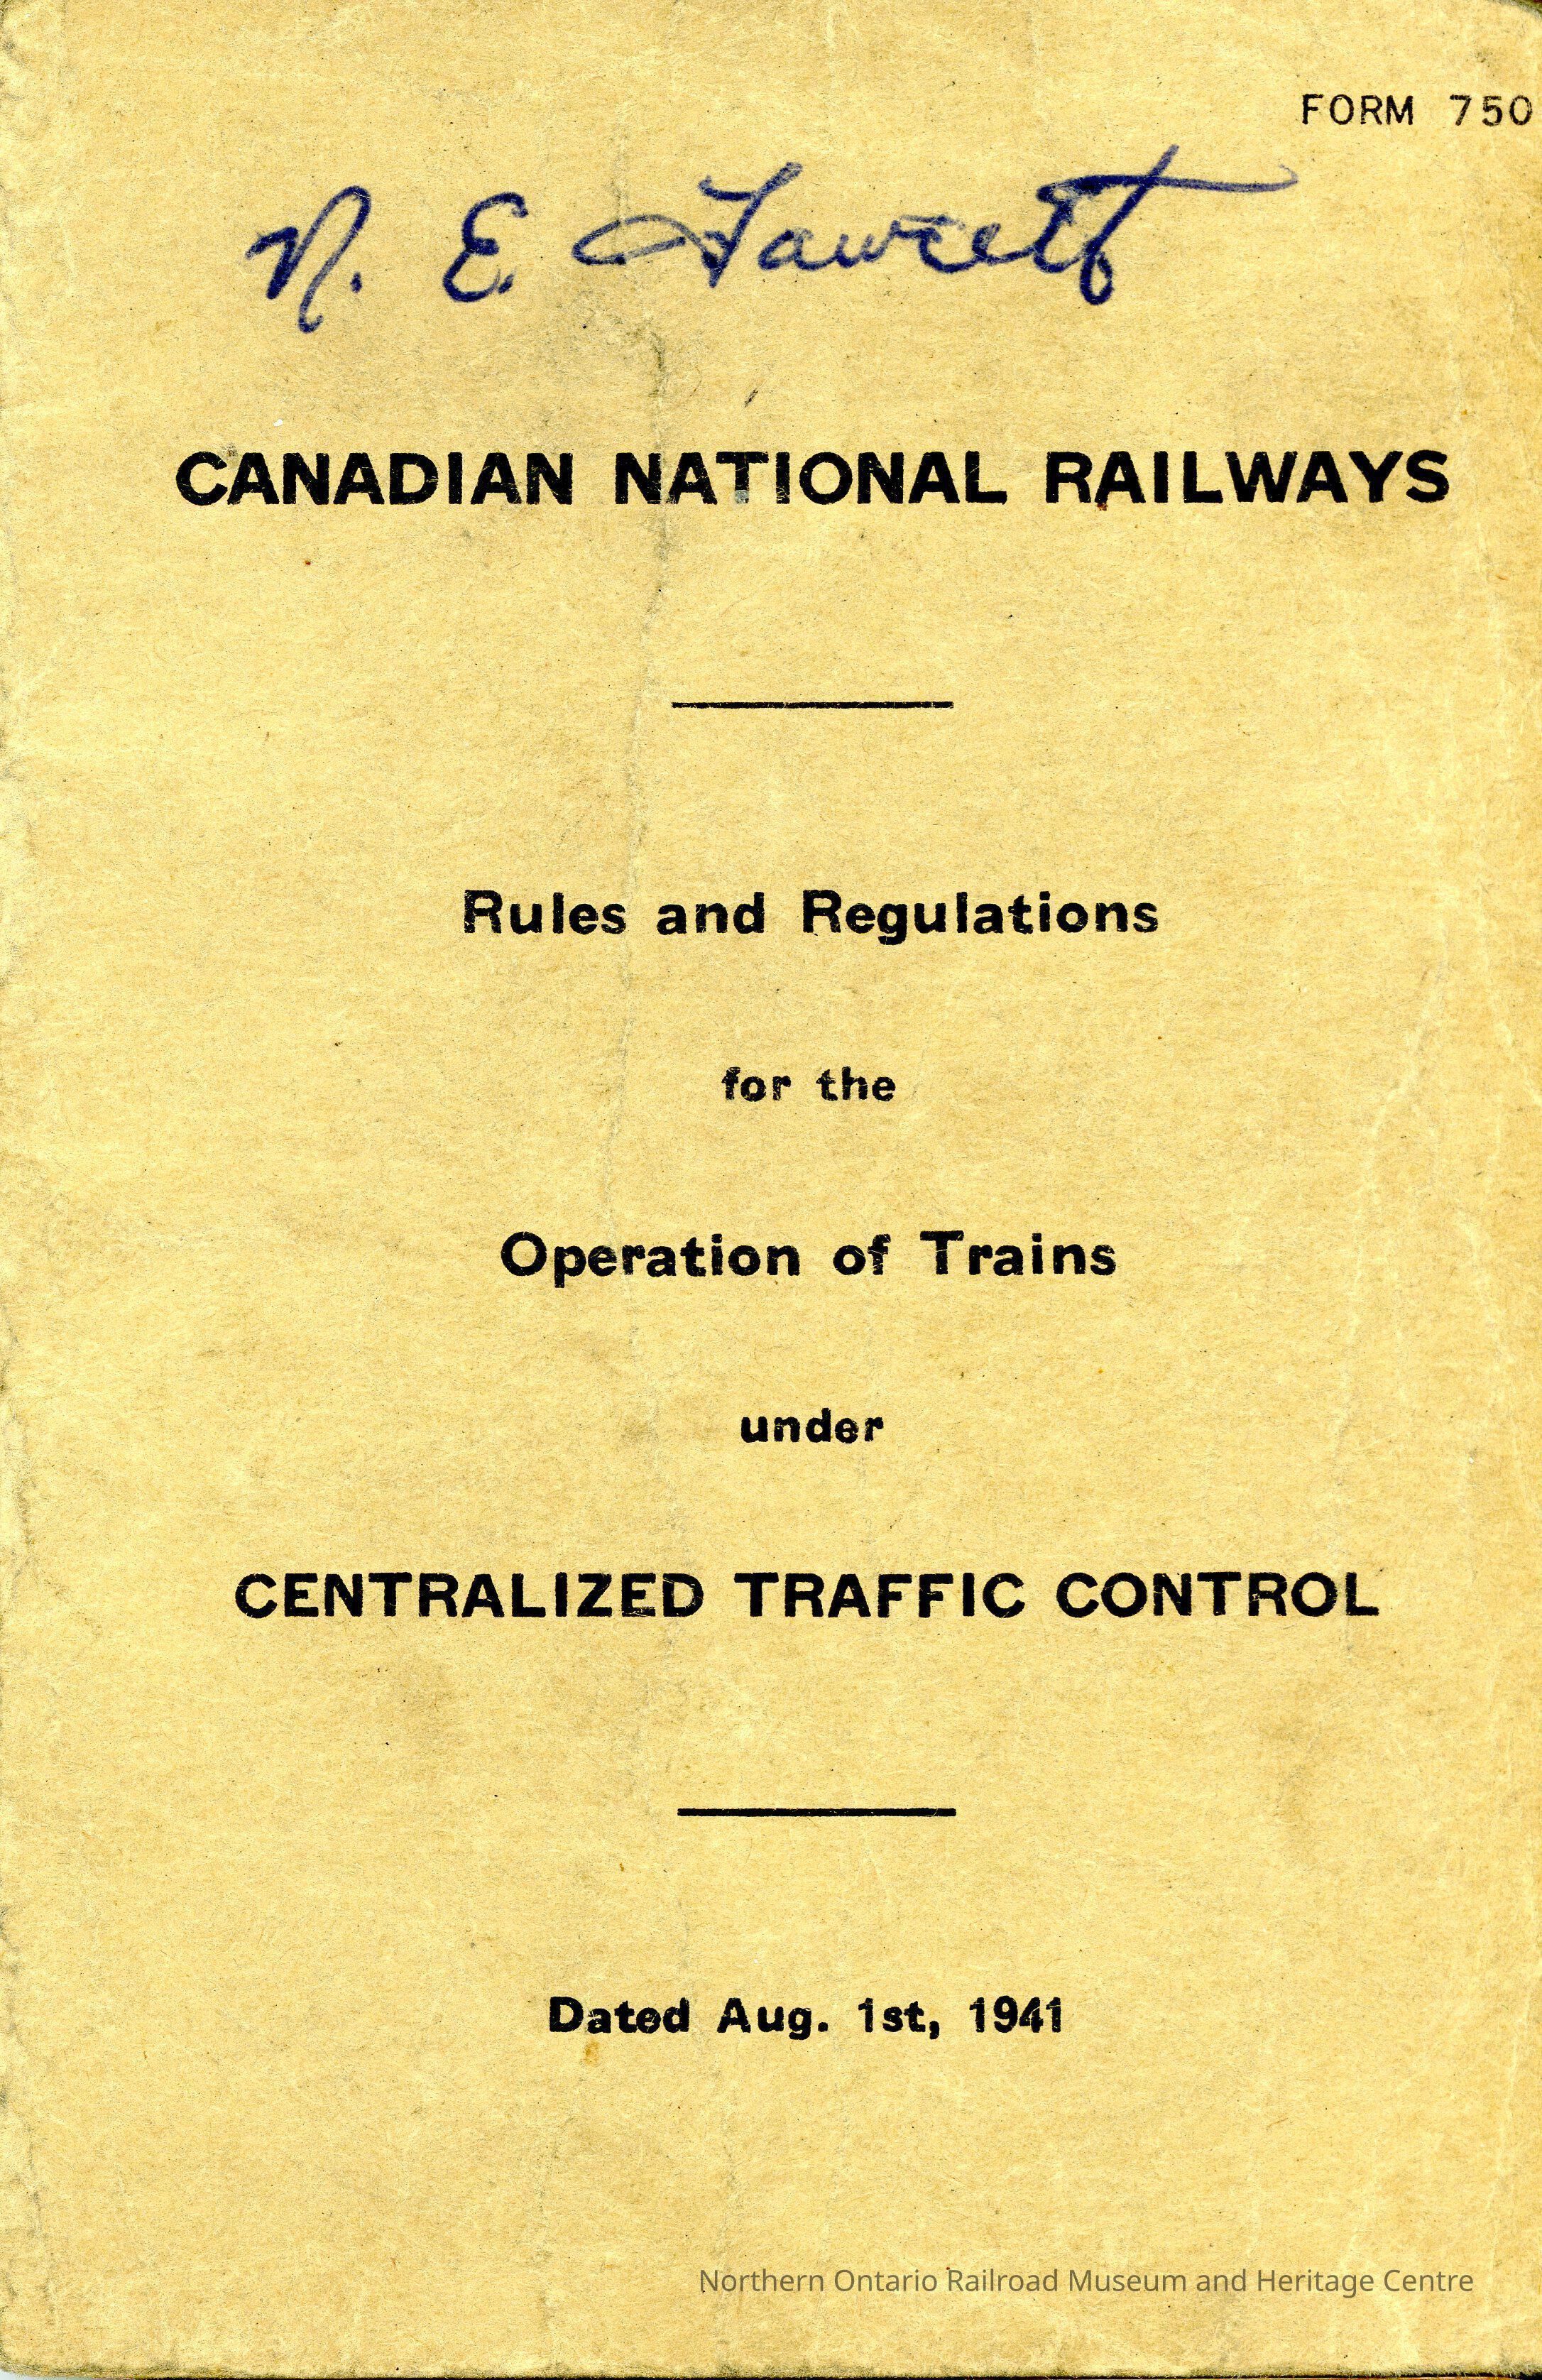 FORM 750
N. E. Fawcett
CANADIAN NATIONAL RAILWAYS
Rules and Regulations
for the
Operation of Trains
under
CENTRALIZED TRAFFIC CONTROL
Dated Aug. 1st, 1941
Northern Ontario Railroad Museum and Heritage Centre